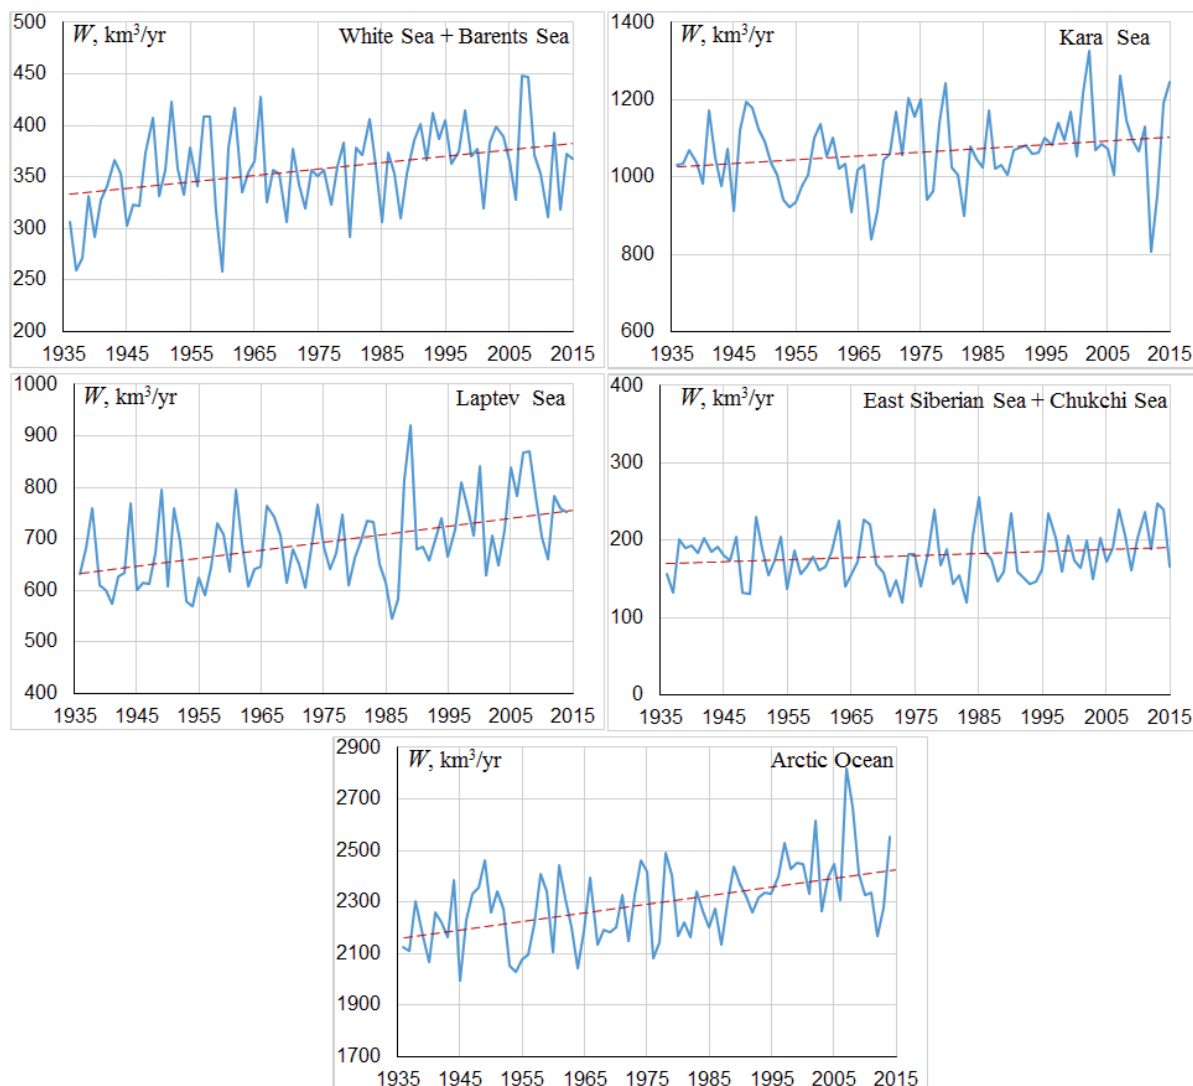 500
W, km³/yr
White Sea + Barents Sea
450
400
350
300
250
200
1935 1945 1955 1965 1975 1985 1995 2005 2015
1400
W, km³/yr
Kara Sea
1200
1000
800
600
1935 1945 1955 1965 1975 1985 1995 2005 2015
1000
W, km³/yr
Laptev Sea
900
800
700
600
500
400
1935 1945 1955 1965 1975 1985 1995 2005 2015
400
W, km³/yr
East Siberian Sea + Chukchi Sea
300
200
100
0
1935 1945 1955 1965 1975 1985 1995 2005 2015
2900
W, km³/yr
Arctic Ocean
2700
2500
2300
2100
1900
1700
1935 1945 1955 1965 1975 1985 1995 2005 2015